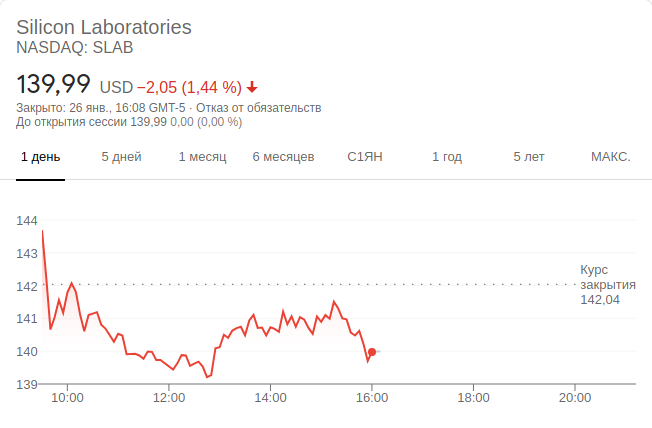 Silicon Laboratories
NASDAQ: SLAB
139,99 USD −2,05 (1,44 %)
Закрыто: 26 янв., 16:08 GMT-5 · Отказ от обязательств
До открытия сессии 139,99 0,00 (0,00 %)
1 день 5 дней 1 месяц 6 месяцев С1ЯН 1 год 5 лет МАКС.
144
143
142
141
140
139
Курс
закрытия
142,04
10:00 12:00 14:00 16:00 18:00 20:00